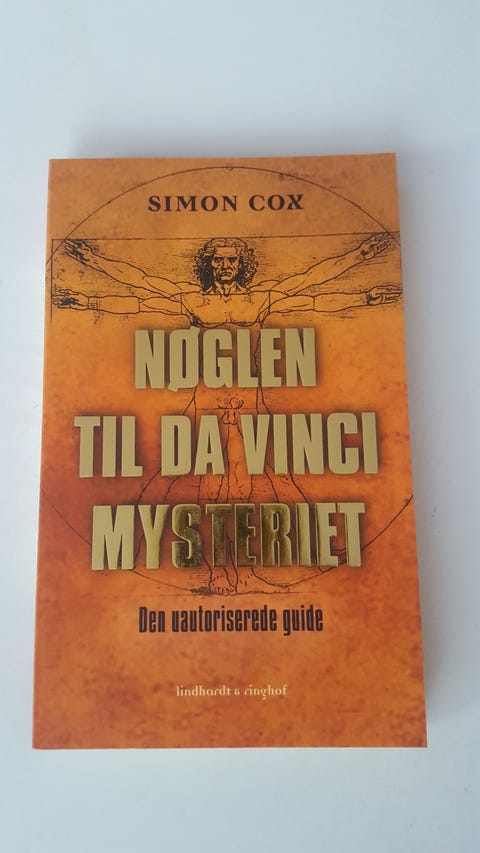 SIMON COX
NØGLEN
TIL DA VINCI
MYSTERIET
Den uautoriserede guide
lindhardt & ringhof